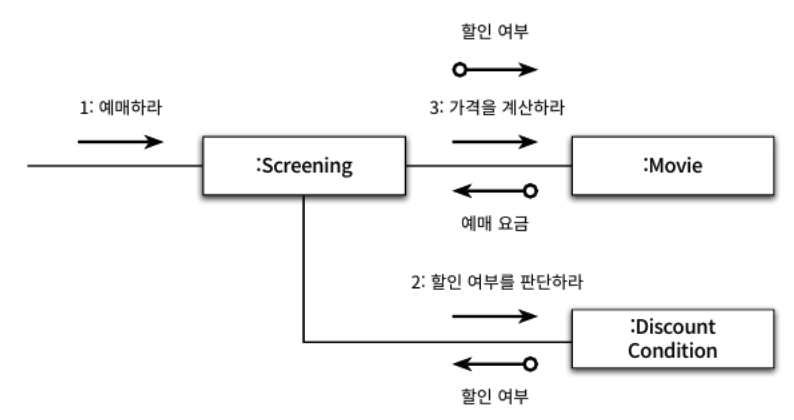 할인 여부
1: 예매하라
3: 가격을 계산하라
:Screening
:Movie
예매 요금
2: 할인 여부를 판단하라
:Discount
Condition
할인 여부